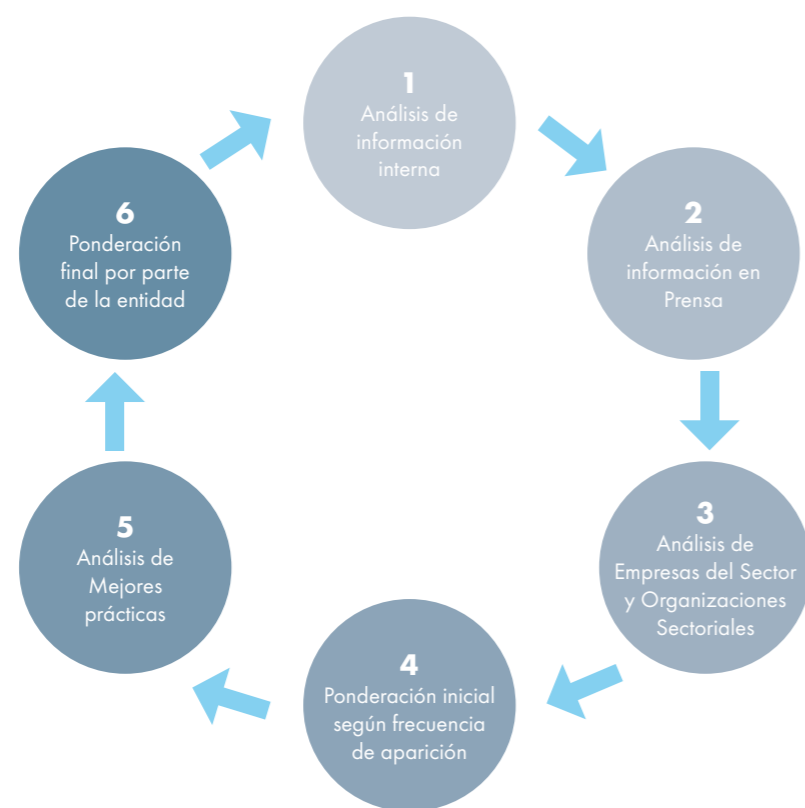 1
Análisis de
información
interna
2
Análisis de
información en
Prensa
3
Análisis de
Empresas del Sector
y Organizaciones
Sectoriales
4
Ponderación inicial
según frecuencia
de aparición
5
Análisis de
Mejores
prácticas
6
Ponderación
final por parte
de la entidad